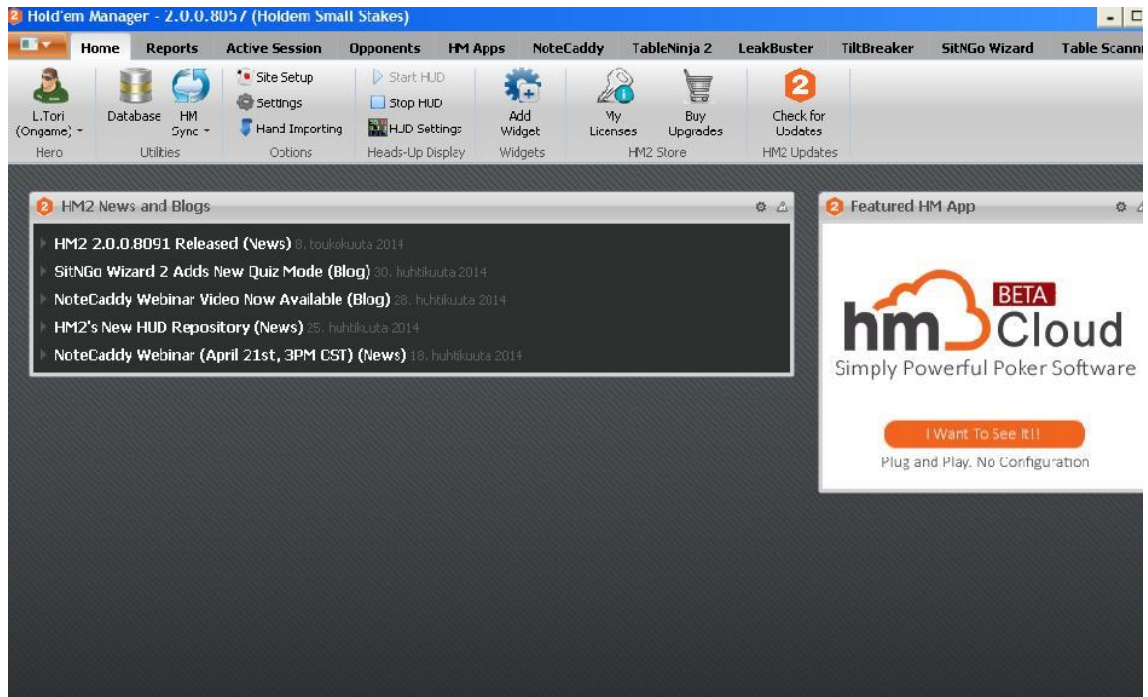 Hold'em Manager - 2.0.0.8057 (Holdem Small Stakes)
Home Reports Active Session Opponents HM Apps NoteCaddy TableNinja 2 LeakBuster TiltBreaker SitNGo Wizard Table Scann
L.Tori (Ongame)
Database
HM Sync
Site Setup
Settings
Hand Importing
Start HUD
Stop HUD
HUD Settings
Add Widget
My Licenses
Buy Upgrades
Check for Updates
Hero Utilities Options Heads-Up Display Widgets HM2 Store HM2 Updates
HM2 News and Blogs
HM2 2.0.0.8091 Released (News) 8. toukokuuta 2014
SitNGo Wizard 2 Adds New Quiz Mode (Blog) 30. huhtikuuta 2014
NoteCaddy Webinar Video Now Available (Blog) 28. huhtikuuta 2014
HM2's New HUD Repository (News) 25. huhtikuuta 2014
NoteCaddy Webinar (April 21st, 3PM CST) (News) 18. huhtikuuta 2014
Featured HM App
BETA
hm Cloud
Simply Powerful Poker Software
I Want To See It!!
Plug and Play. No Configuration